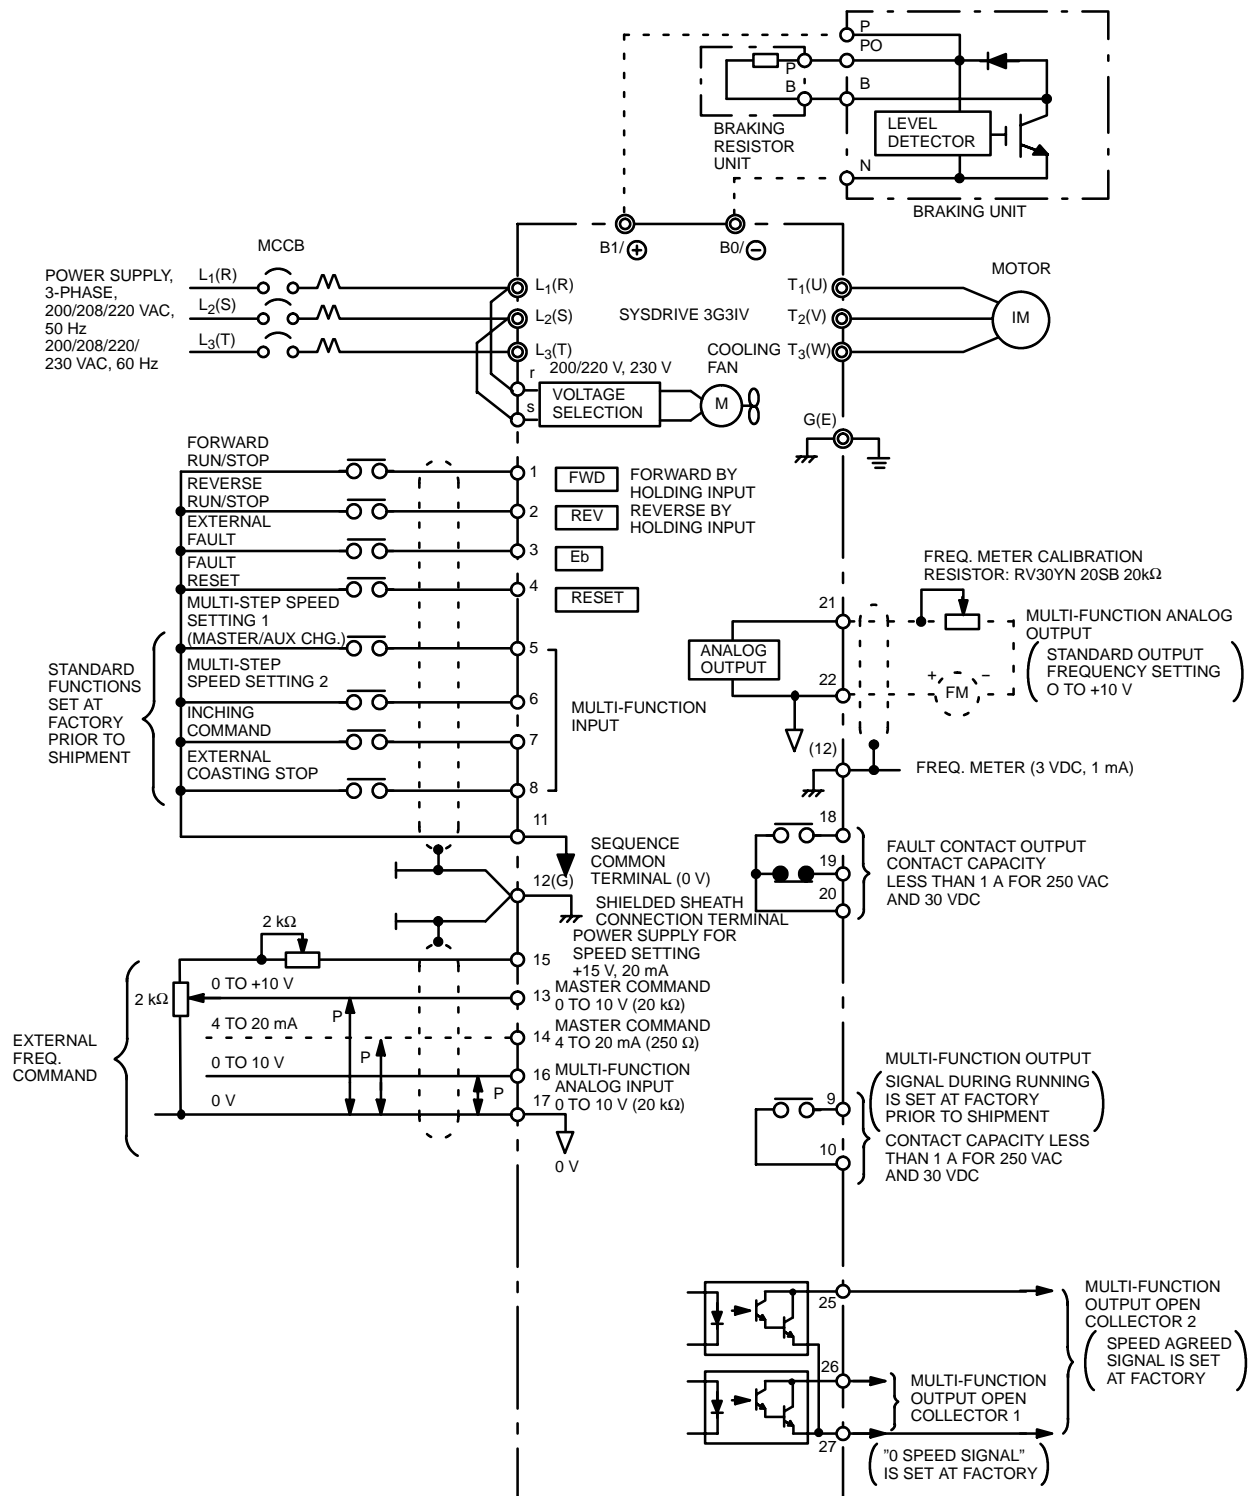 P
PO
P
B
B
BRAKING
RESISTOR
UNIT
LEVEL
DETECTOR
N
BRAKING UNIT
MCCB
B1/ +
B0/ −
MOTOR
POWER SUPPLY,
3-PHASE,
200/208/220 VAC,
50 Hz
200/208/220/
230 VAC, 60 Hz
L1(R)
L2(S)
L3(T)
L1(R)
L2(S)
L3(T)
SYSDRIVE 3G3IV
T1(U)
T2(V)
T3(W)
IM
COOLING
FAN
r
200/220 V, 230 V
s
VOLTAGE
SELECTION
M
G(E)
FORWARD
RUN/STOP
REVERSE
RUN/STOP
EXTERNAL
FAULT
FAULT
RESET
MULTI-STEP SPEED
SETTING 1
(MASTER/AUX CHG.)
MULTI-STEP
SPEED SETTING 2
INCHING
COMMAND
EXTERNAL
COASTING STOP
STANDARD
FUNCTIONS
SET AT
FACTORY
PRIOR TO
SHIPMENT
1
FWD
FORWARD BY
HOLDING INPUT
2
REV
REVERSE BY
HOLDING INPUT
3
Eb
4
RESET
5
6
7
8
MULTI-FUNCTION
INPUT
11
SEQUENCE
COMMON
TERMINAL (0 V)
12(G)
SHIELDED SHEATH
CONNECTION TERMINAL
POWER SUPPLY FOR
SPEED SETTING
+15 V, 20 mA
15
2 kΩ
2 kΩ
0 TO +10 V
P
13
MASTER COMMAND
0 TO 10 V (20 kΩ)
4 TO 20 mA
P
14
MASTER COMMAND
4 TO 20 mA (250 Ω)
0 TO 10 V
P
16
MULTI-FUNCTION
ANALOG INPUT
0 TO 10 V (20 kΩ)
0 V
17
0 V
EXTERNAL
FREQ.
COMMAND
FREQ. METER CALIBRATION
RESISTOR: RV30YN 20SB 20kΩ
21
ANALOG
OUTPUT
22
+
FM
−
MULTI-FUNCTION ANALOG
OUTPUT
STANDARD OUTPUT
FREQUENCY SETTING
O TO +10 V
(12)
FREQ. METER (3 VDC, 1 mA)
18
19
20
FAULT CONTACT OUTPUT
CONTACT CAPACITY
LESS THAN 1 A FOR 250 VAC
AND 30 VDC
MULTI-FUNCTION OUTPUT
SIGNAL DURING RUNNING
IS SET AT FACTORY
PRIOR TO SHIPMENT
9
10
CONTACT CAPACITY LESS
THAN 1 A FOR 250 VAC
AND 30 VDC
25
MULTI-FUNCTION
OUTPUT OPEN
COLLECTOR 2
SPEED AGREED
SIGNAL IS SET
AT FACTORY
26
MULTI-FUNCTION
OUTPUT OPEN
COLLECTOR 1
27
”0 SPEED SIGNAL”
IS SET AT FACTORY